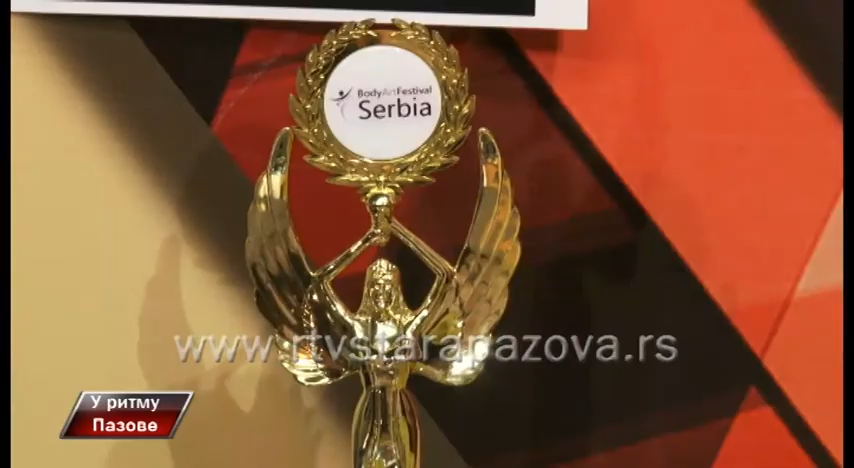 BodyArtFestival
Serbia
www.rtvstarapazova.rs
У ритму
Пазове